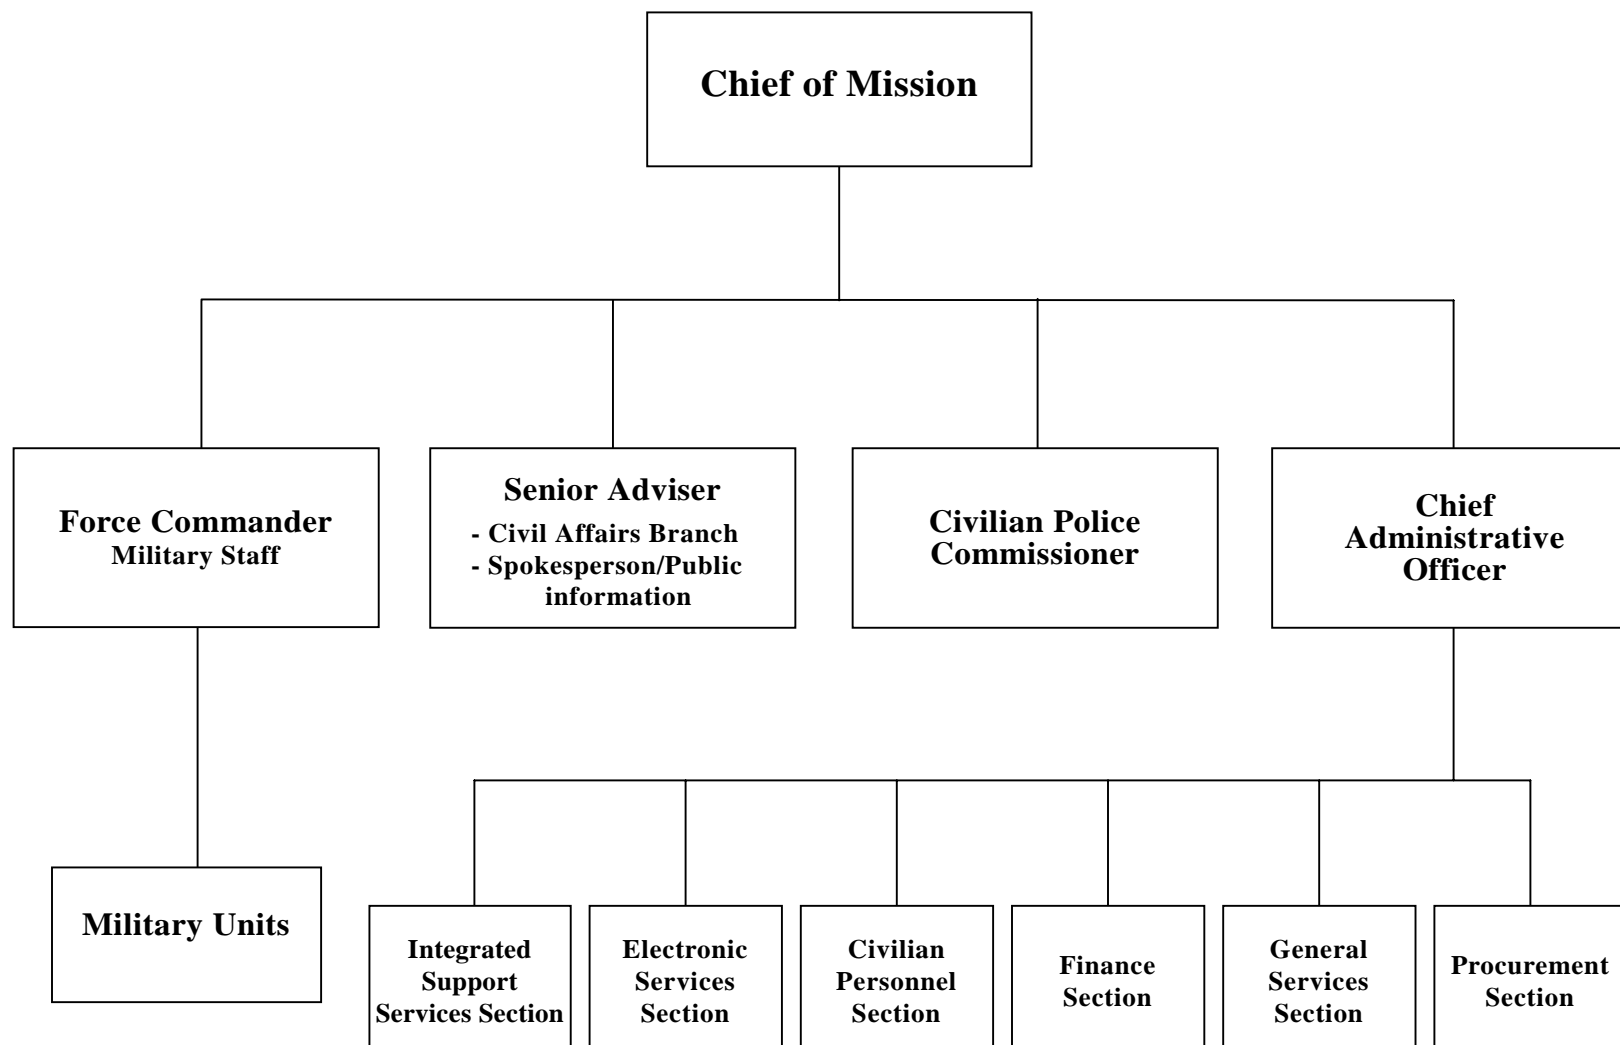 Chief of Mission
Force Commander
Military Staff
Senior Adviser
- Civil Affairs Branch
- Spokesperson/Public
information
Civilian Police
Commissioner
Chief
Administrative
Officer
Military Units
Integrated
Support
Services Section
Electronic
Services
Section
Civilian
Personnel
Section
Finance
Section
General
Services
Section
Procurement
Section